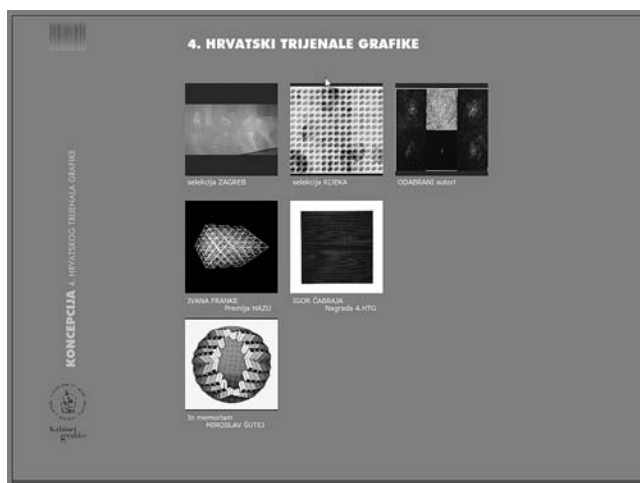 4. HRVATSKI TRIJENALE GRAFIKE
selekcija ZAGREB
selekcija RIJEKA
ODABRANI autori
IVANA FRANKE
Premija HAZU
IGOR ČABRAJA
Nagrada 4.HTG
In memoriam
MIROSLAV ŠUTEJ
KONCEPCIJA 4. HRVATSKOG TRIJENALA GRAFIKE
Kabinet
grafike